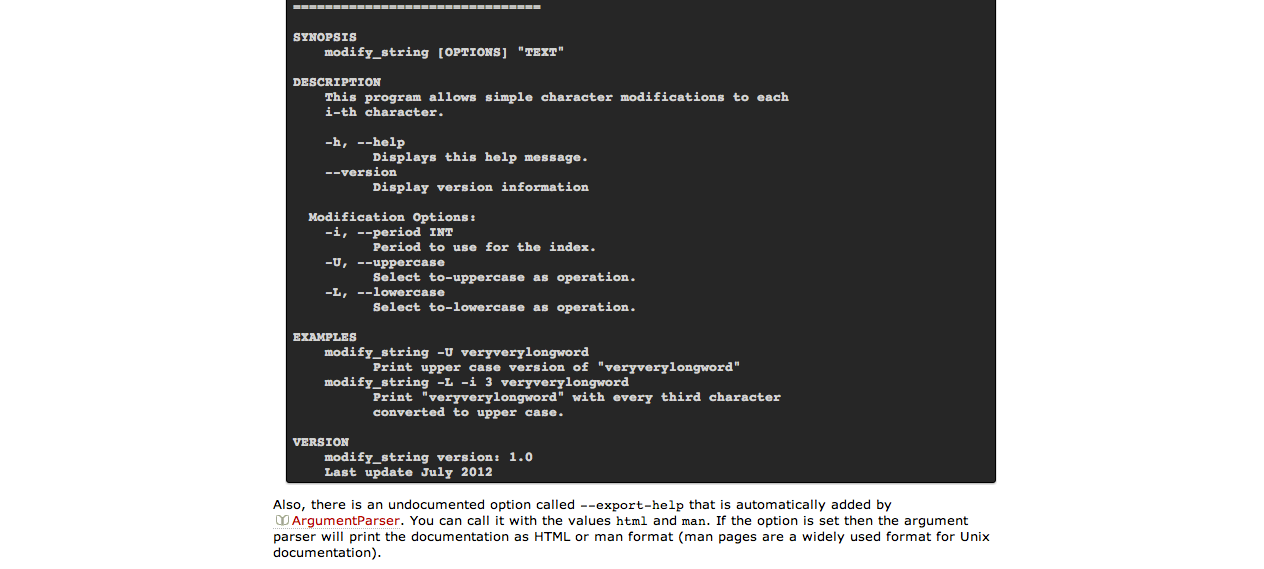 ==============================
SYNOPSIS
modify_string [OPTIONS] "TEXT"
DESCRIPTION
This program allows simple character modifications to each
i-th character.
-h, --help
Displays this help message.
--version
Display version information
Modification Options:
-i, --period INT
Period to use for the index.
-U, --uppercase
Select to-uppercase as operation.
-L, --lowercase
Select to-lowercase as operation.
EXAMPLES
modify_string -U veryverylongword
Print upper case version of "veryverylongword"
modify_string -L -i 3 veryverylongword
Print "veryverylongword" with every third character
converted to upper case.
VERSION
modify_string version: 1.0
Last update July 2012
Also, there is an undocumented option called --export-help that is automatically added by
ArgumentParser. You can call it with the values html and man. If the option is set then the argument
parser will print the documentation as HTML or man format (man pages are a widely used format for Unix
documentation).